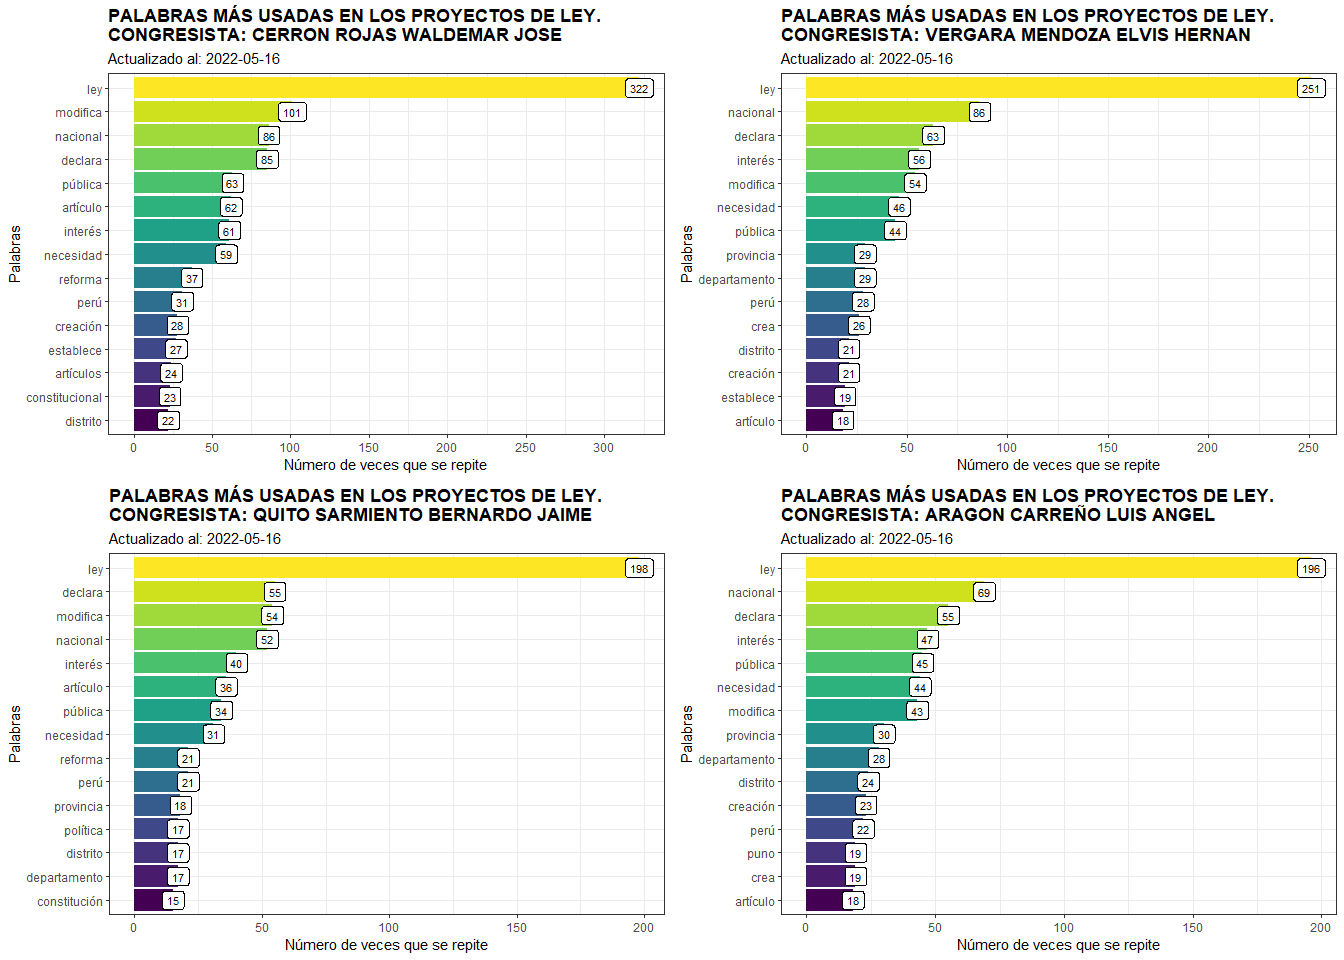 PALABRAS MÁS USADAS EN LOS PROYECTOS DE LEY.
CONGRESISTA: CERRON ROJAS WALDEMAR JOSE
Actualizado al: 2022-05-16
Palabras
ley 322
modifica 101
nacional 86
declara 85
pública 63
artículo 62
interés 61
necesidad 59
reforma 37
perú 31
creación 28
establece 27
artículos 24
constitucional 23
distrito 22
0 50 100 150 200 250 300
Número de veces que se repite
PALABRAS MÁS USADAS EN LOS PROYECTOS DE LEY.
CONGRESISTA: VERGARA MENDOZA ELVIS HERNAN
Actualizado al: 2022-05-16
Palabras
ley 251
nacional 86
declara 63
interés 56
modifica 54
necesidad 46
pública 44
provincia 29
departamento 29
perú 28
crea 26
distrito 21
creación 21
establece 19
artículo 18
0 50 100 150 200 250
Número de veces que se repite
PALABRAS MÁS USADAS EN LOS PROYECTOS DE LEY.
CONGRESISTA: QUITO SARMIENTO BERNARDO JAIME
Actualizado al: 2022-05-16
Palabras
ley 198
declara 55
modifica 54
nacional 52
interés 40
artículo 36
pública 34
necesidad 31
reforma 21
perú 21
provincia 18
política 17
distrito 17
departamento 17
constitución 15
0 50 100 150 200
Número de veces que se repite
PALABRAS MÁS USADAS EN LOS PROYECTOS DE LEY.
CONGRESISTA: ARAGON CARREÑO LUIS ANGEL
Actualizado al: 2022-05-16
Palabras
ley 196
nacional 69
declara 55
interés 47
pública 45
necesidad 44
modifica 43
provincia 30
departamento 28
distrito 24
creación 23
perú 22
puno 19
crea 19
artículo 18
0 50 100 150 200
Número de veces que se repite